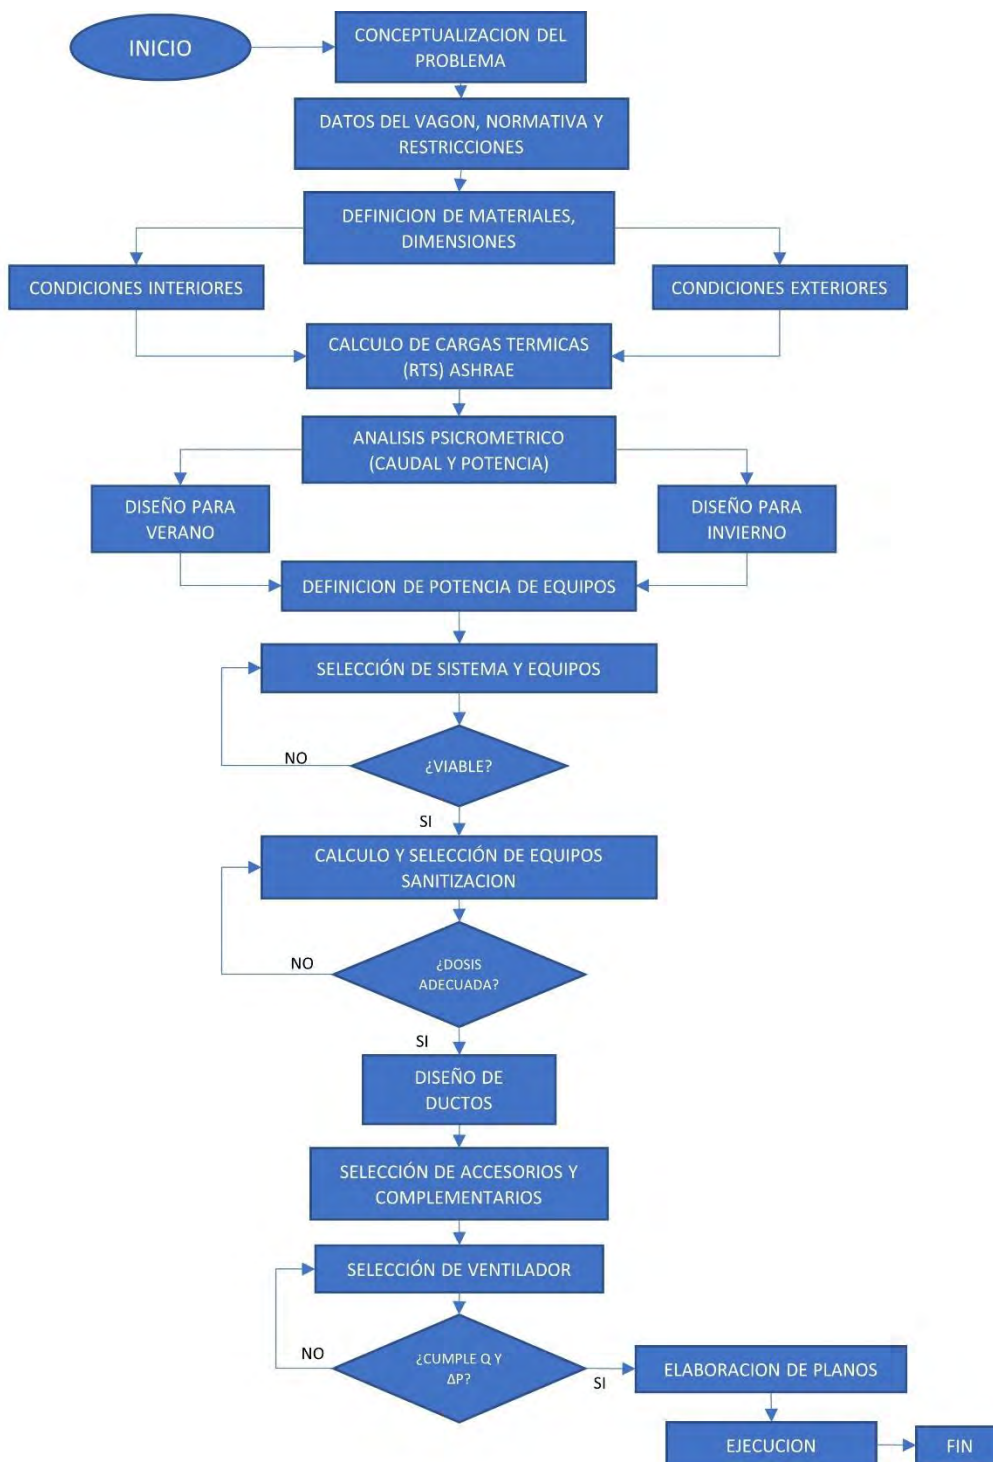 INICIO
CONCEPTUALIZACION DEL
PROBLEMA
DATOS DEL VAGON, NORMATIVA Y
RESTRICCIONES
DEFINICION DE MATERIALES,
DIMENSIONES
CONDICIONES INTERIORES
CONDICIONES EXTERIORES
CALCULO DE CARGAS TERMICAS
(RTS) ASHRAE
ANALISIS PSICROMETRICO
(CAUDAL Y POTENCIA)
DISEÑO PARA
VERANO
DISEÑO PARA
INVIERNO
DEFINICION DE POTENCIA DE EQUIPOS
SELECCIÓN DE SISTEMA Y EQUIPOS
NO
¿VIABLE?
SI
CALCULO Y SELECCIÓN DE EQUIPOS
SANITIZACION
NO
¿DOSIS
ADECUADA?
SI
DISEÑO DE
DUCTOS
SELECCIÓN DE ACCESORIOS Y
COMPLEMENTARIOS
SELECCIÓN DE VENTILADOR
NO
¿CUMPLE Q Y
ΔP?
SI
ELABORACION DE PLANOS
EJECUCION
FIN